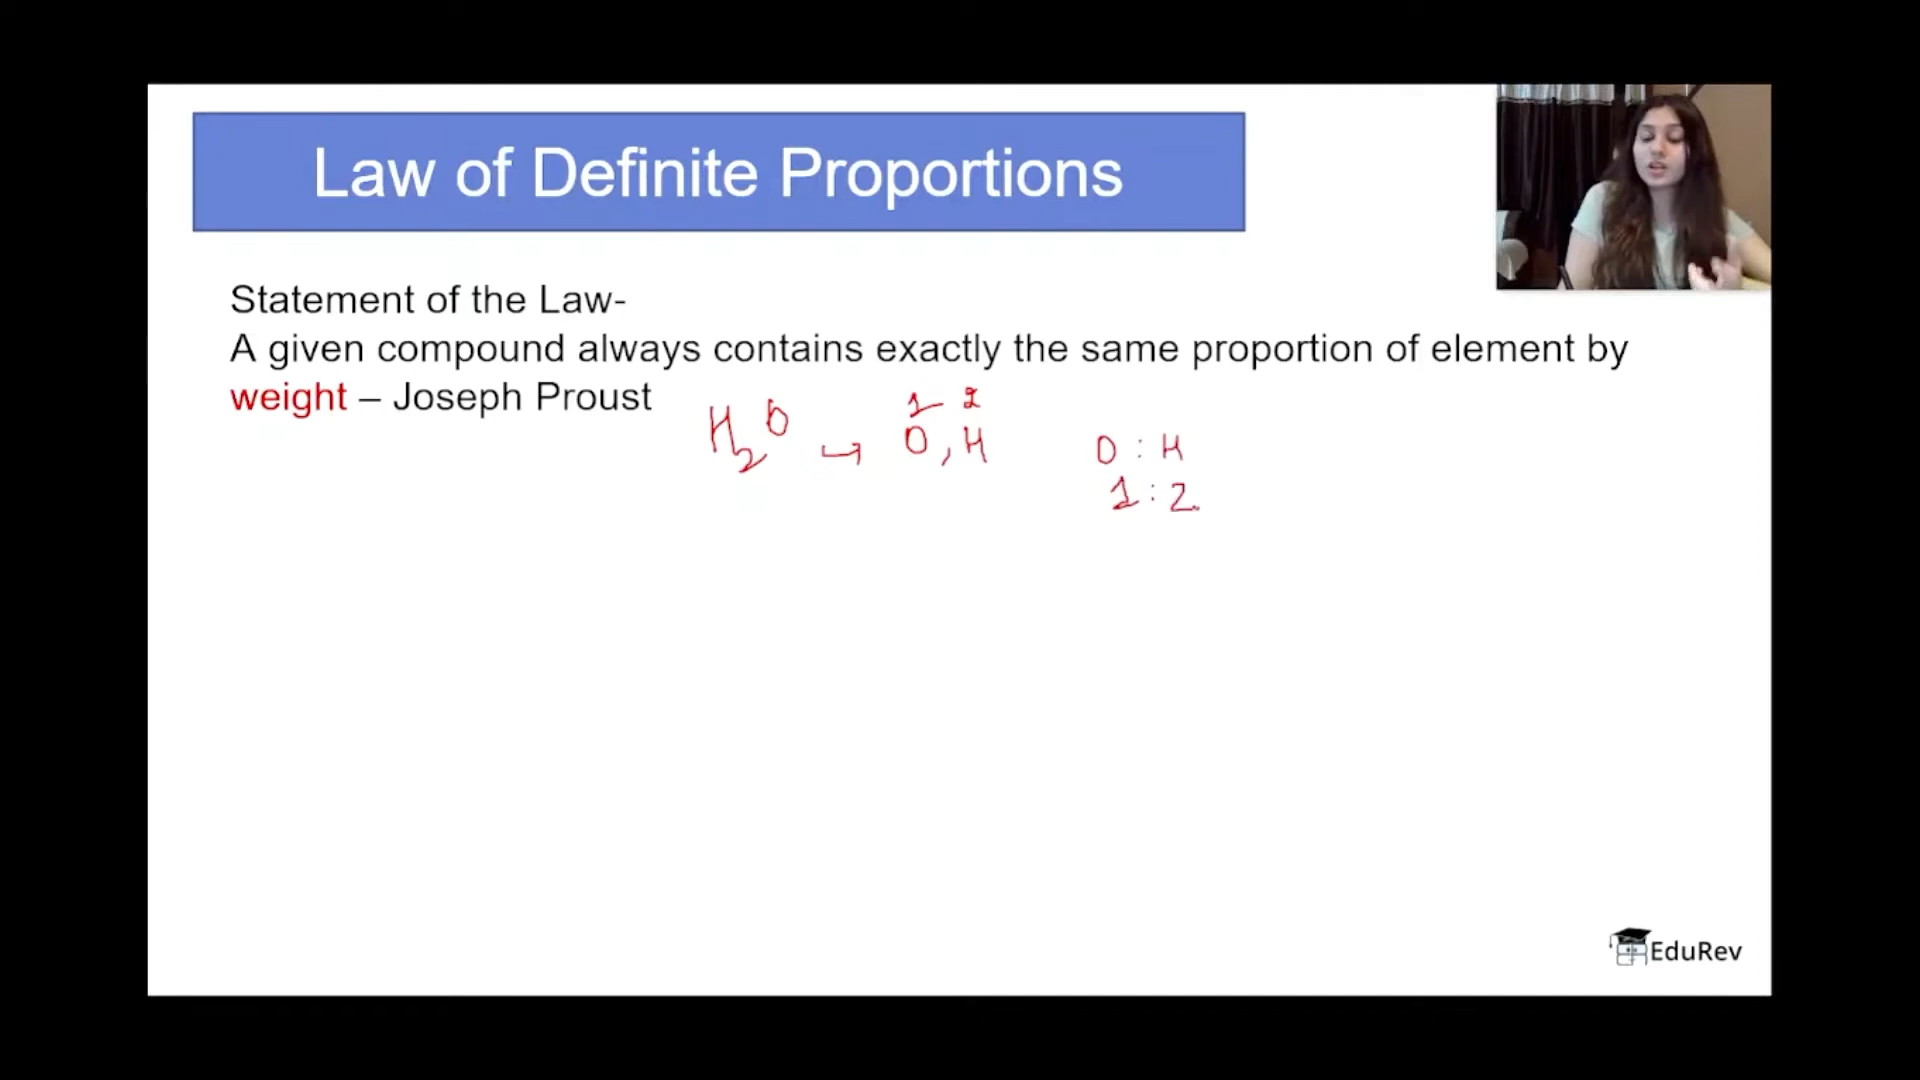 Law of Definite Proportions
Statement of the Law-
A given compound always contains exactly the same proportion of element by
weight – Joseph Proust
1 2
H2O → O, H
O : H
1 : 2
EduRev